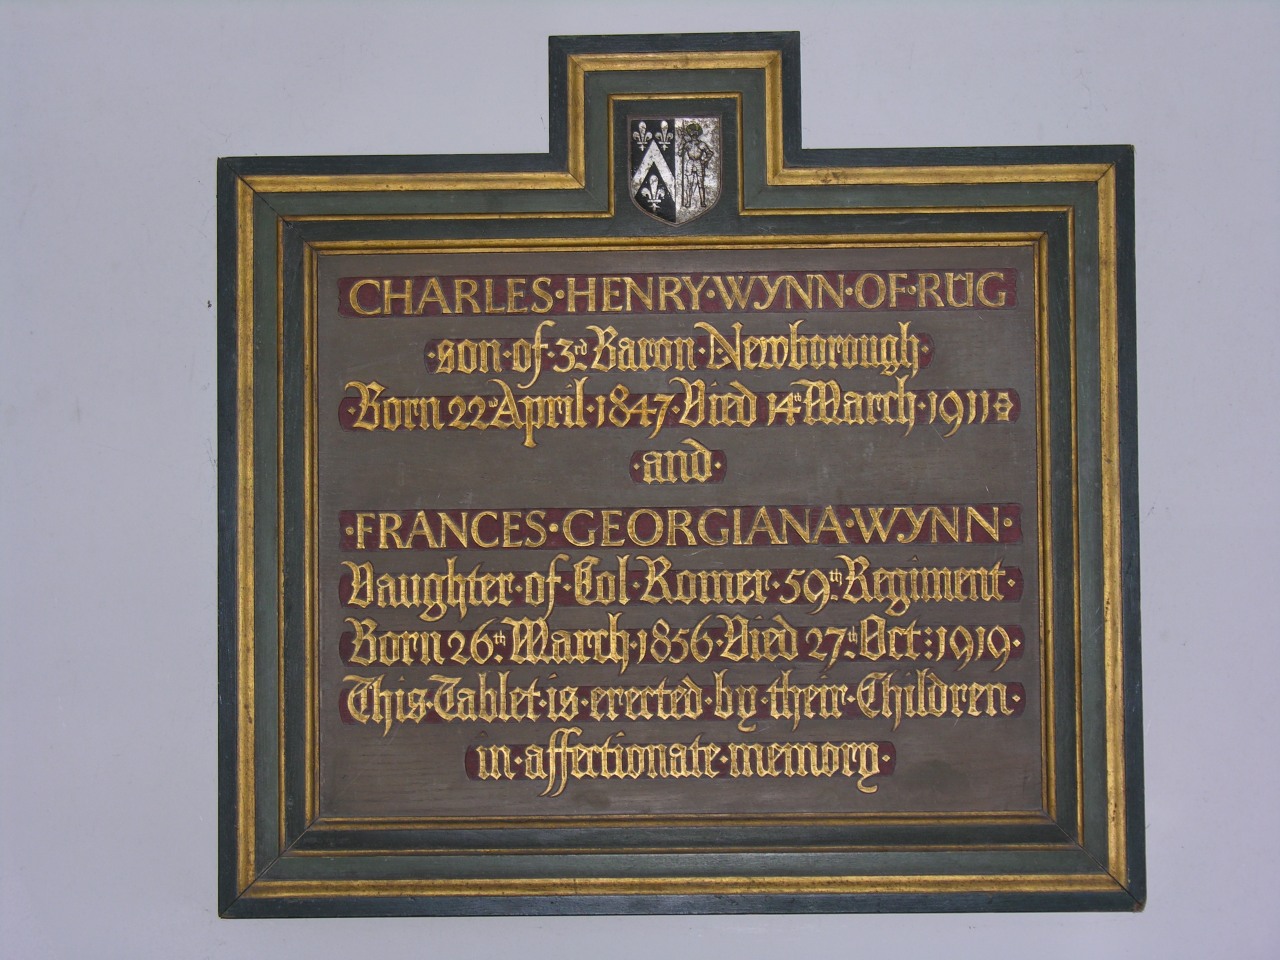 CHARLES·HENRY·WYNN·OF·RŨG
·son·of·3rd·Baron·Newborough·
·Born·22nd·April·1847·Died·14th·March·1911
·and·
·FRANCES·GEORGIANA·WYNN·
Daughter·of·Col·Romer·59th·Regiment·
Born·26th·March·1856·Died·27th·Oct:·1919·
This·Tablet·is·erected·by·their·Children·
in·affectionate·memory·